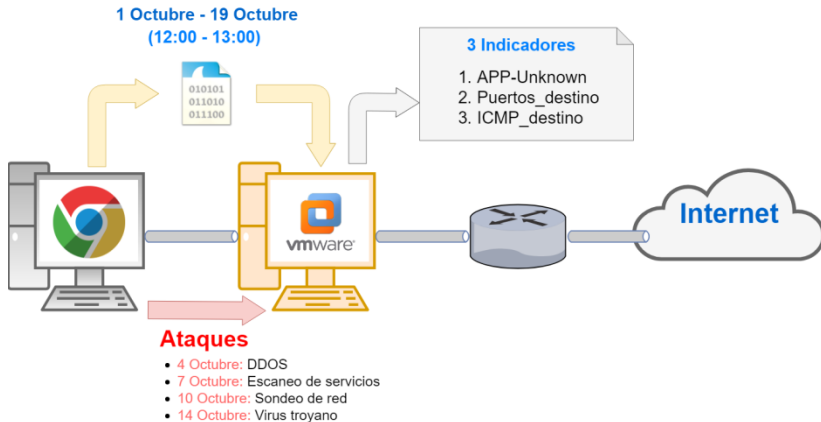 1 Octubre - 19 Octubre
(12:00 - 13:00)
010101
011010
011100
3 Indicadores
1. APP-Unknown
2. Puertos_destino
3. ICMP_destino
vmware
Internet
Ataques
4 Octubre: DDOS
7 Octubre: Escaneo de servicios
10 Octubre: Sondeo de red
14 Octubre: Virus troyano